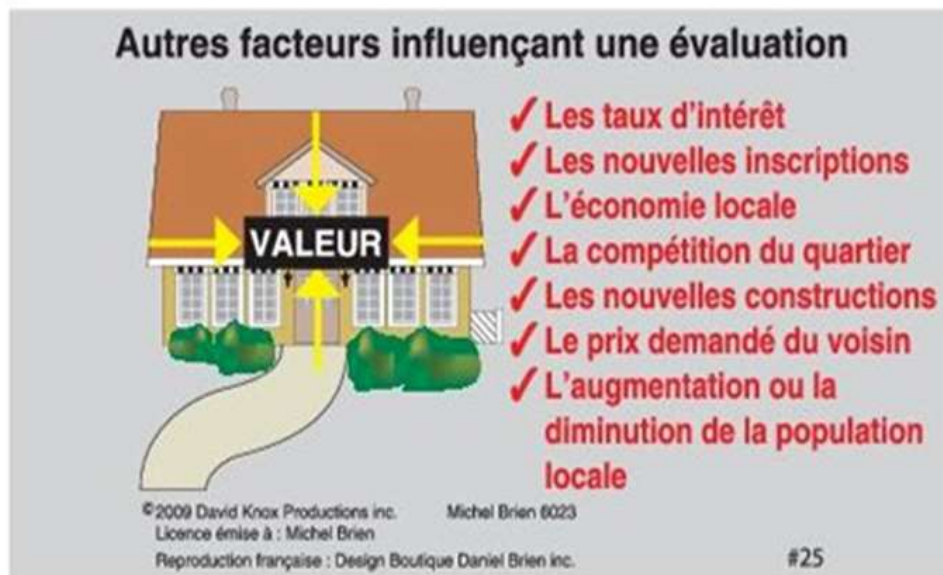 Autres facteurs influençant une évaluation
VALEUR
✓ Les taux d'intérêt
✓ Les nouvelles inscriptions
✓ L'économie locale
✓ La compétition du quartier
✓ Les nouvelles constructions
✓ Le prix demandé du voisin
✓ L'augmentation ou la
diminution de la population
locale
©2009 David Knox Productions inc. Michel Brien 6023
Licence émise à : Michel Brien
Reproduction française : Design Boutique Daniel Brien inc. #25